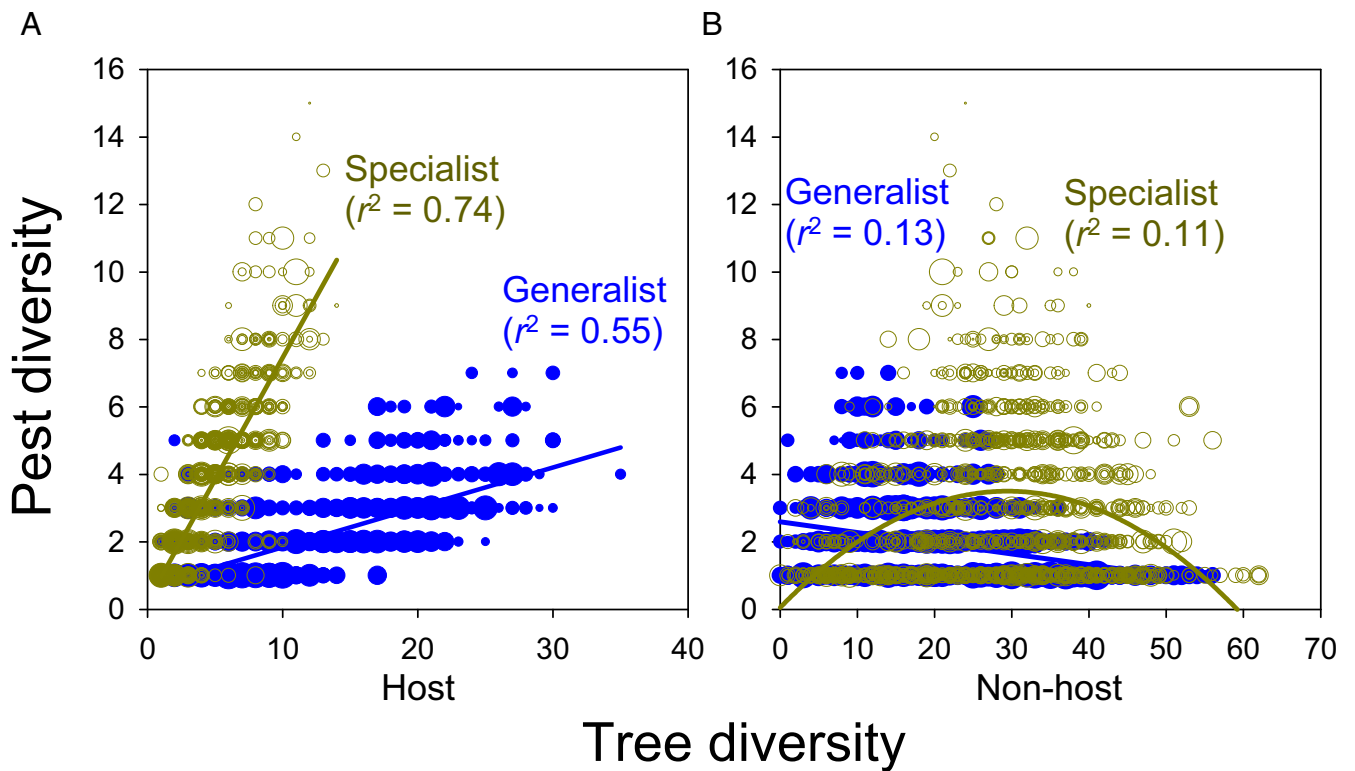 A
B
Pest diversity
16
14
12
10
8
6
4
2
0
Specialist
(r² = 0.74)
Generalist
(r² = 0.55)
0 10 20 30 40
Host
16
14
12
10
8
6
4
2
0
Generalist
(r² = 0.13)
Specialist
(r² = 0.11)
0 10 20 30 40 50 60 70
Non-host
Tree diversity